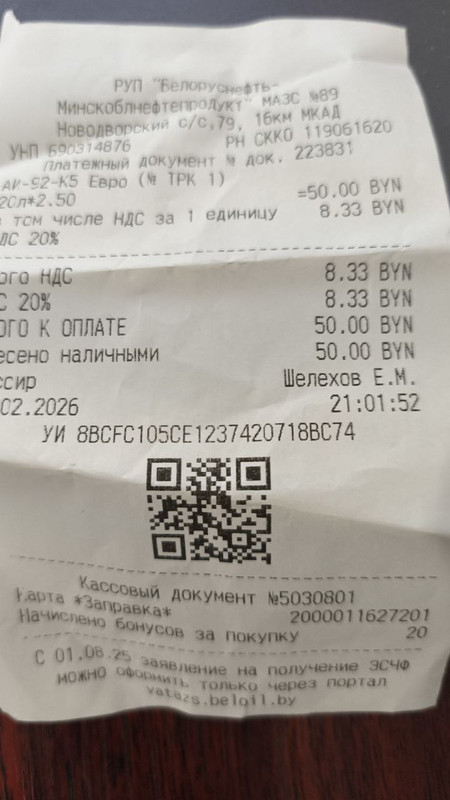 РУП "Белоруснефть-
Минскоблнефтепродукт" МАЗС №89
Новодворский с/с,79, 16км МКАД
УНП 690314876 РН СККО 119061620
Платежный документ № док. 223831
АИ-92-К5 Евро (№ ТРК 1)
20л*2.50 =50.00 BYN
том числе НДС за 1 единицу 8.33 BYN
ДС 20%
ого НДС 8.33 BYN
С 20% 8.33 BYN
ОГО К ОПЛАТЕ 50.00 BYN
есено наличными 50.00 BYN
ссир Шелехов Е.М.
.02.2026 21:01:52
УИ 8BCFC105CE1237420718BC74
Кассовый документ №5030801
Карта *Заправка* 2000011627201
Начислено бонусов за покупку 20
С 01.08.25 заявление на получение ЭСЧФ
можно оформить только через портал
vatazs.beloil.by